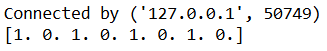 Connected by ('127.0.0.1', 50749)
[1. 0. 1. 0. 1. 0. 1. 0.]